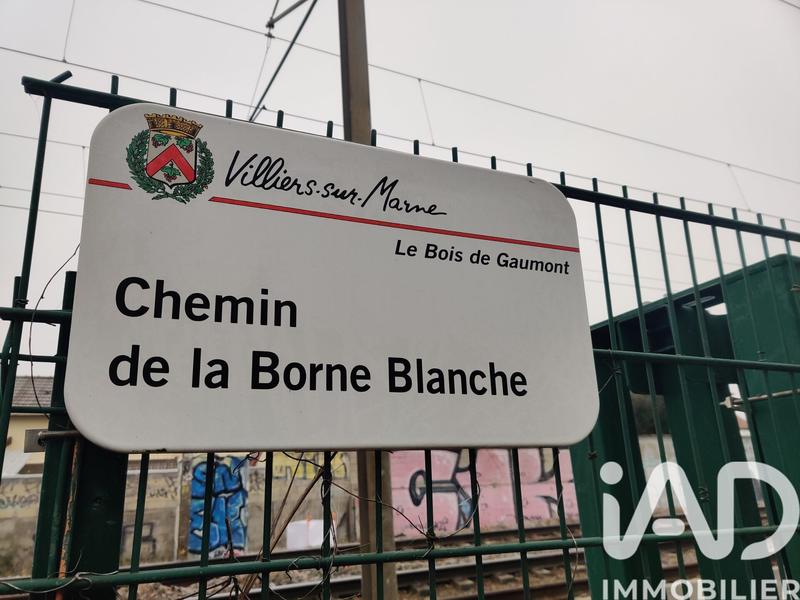 Villiers-sur-Marne
Le Bois de Gaumont
Chemin
de la Borne Blanche
iAD
IMMOBILIER